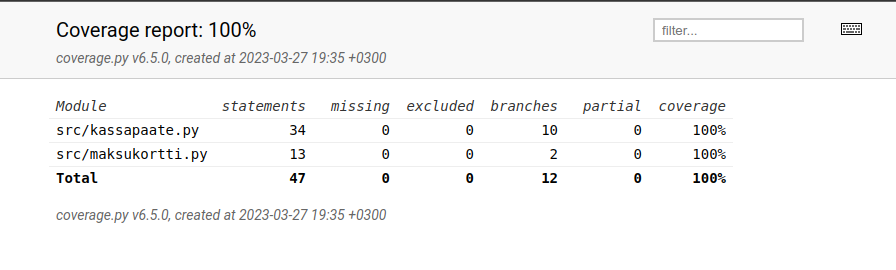 Coverage report: 100%
filter...
coverage.py v6.5.0, created at 2023-03-27 19:35 +0300
Module statements missing excluded branches partial coverage
src/kassapaate.py 34 0 0 10 0 100%
src/maksukortti.py 13 0 0 2 0 100%
Total 47 0 0 12 0 100%
coverage.py v6.5.0, created at 2023-03-27 19:35 +0300